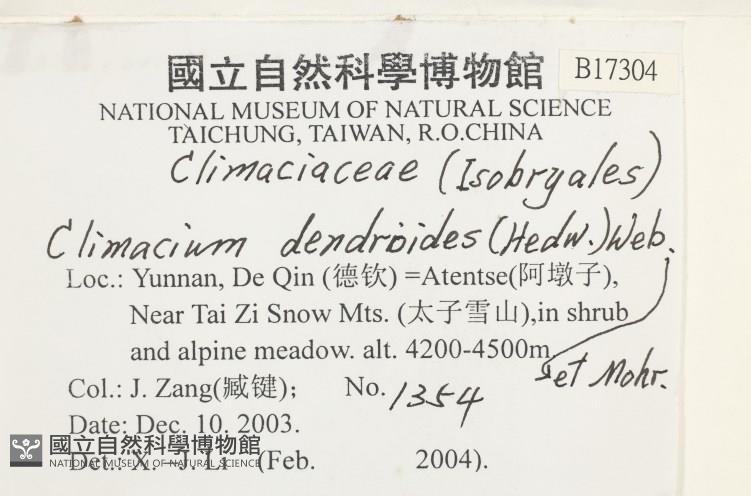 國立自然科學博物館
B17304
NATIONAL MUSEUM OF NATURAL SCIENCE
TAICHUNG, TAIWAN, R.O.CHINA
Climaciaceae (Isobryales)
Climacium dendroides (Hedw.) Web.
et Mohr.
Loc.: Yunnan, De Qin (德钦) =Atentse(阿墩子),
Near Tai Zi Snow Mts. (太子雪山),in shrub
and alpine meadow. alt. 4200-4500m
Col.: J. Zang(臧键); No. 1354
Date: Dec. 10. 2003.
Det.: X. -J. Li (Feb. 2004).
國立自然科學博物館
NATIONAL MUSEUM OF NATURAL SCIENCE